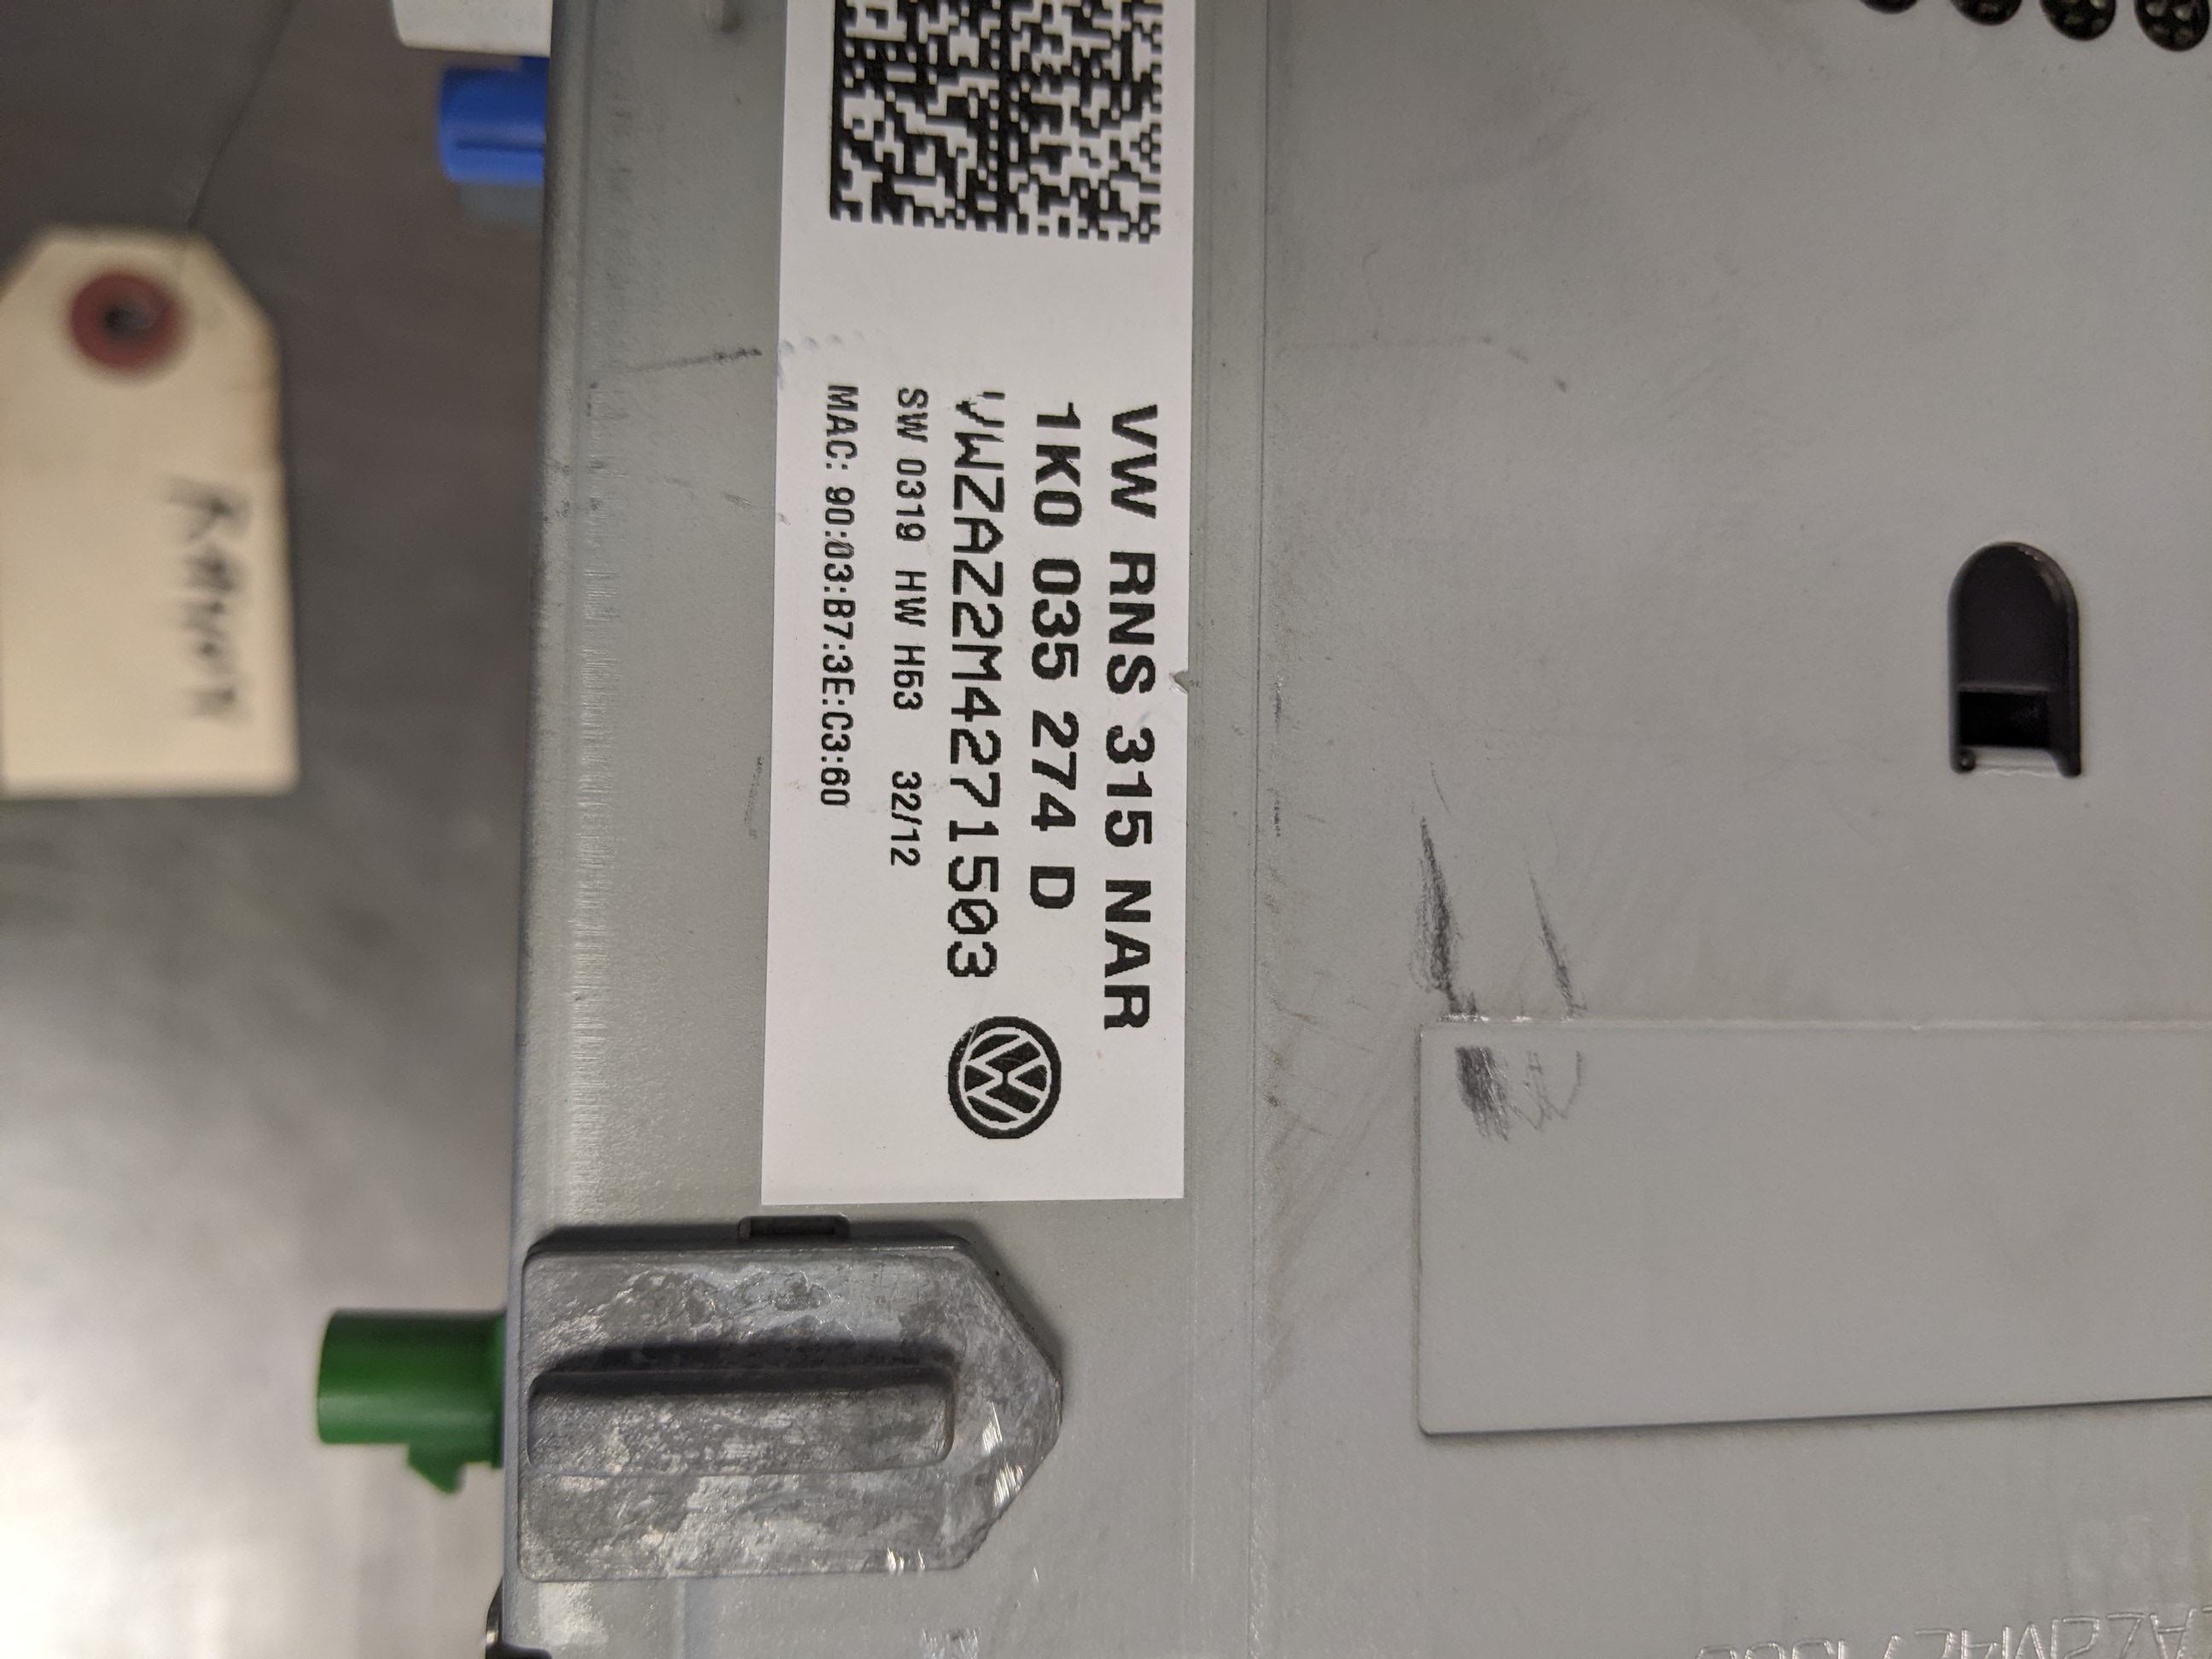 VW RNS 315 NAR
1K0 035 274 D
VWZAZ2M4271503
SW 0319 HW H53 32/12
MAC: 90:03:B7:3E:C3:60